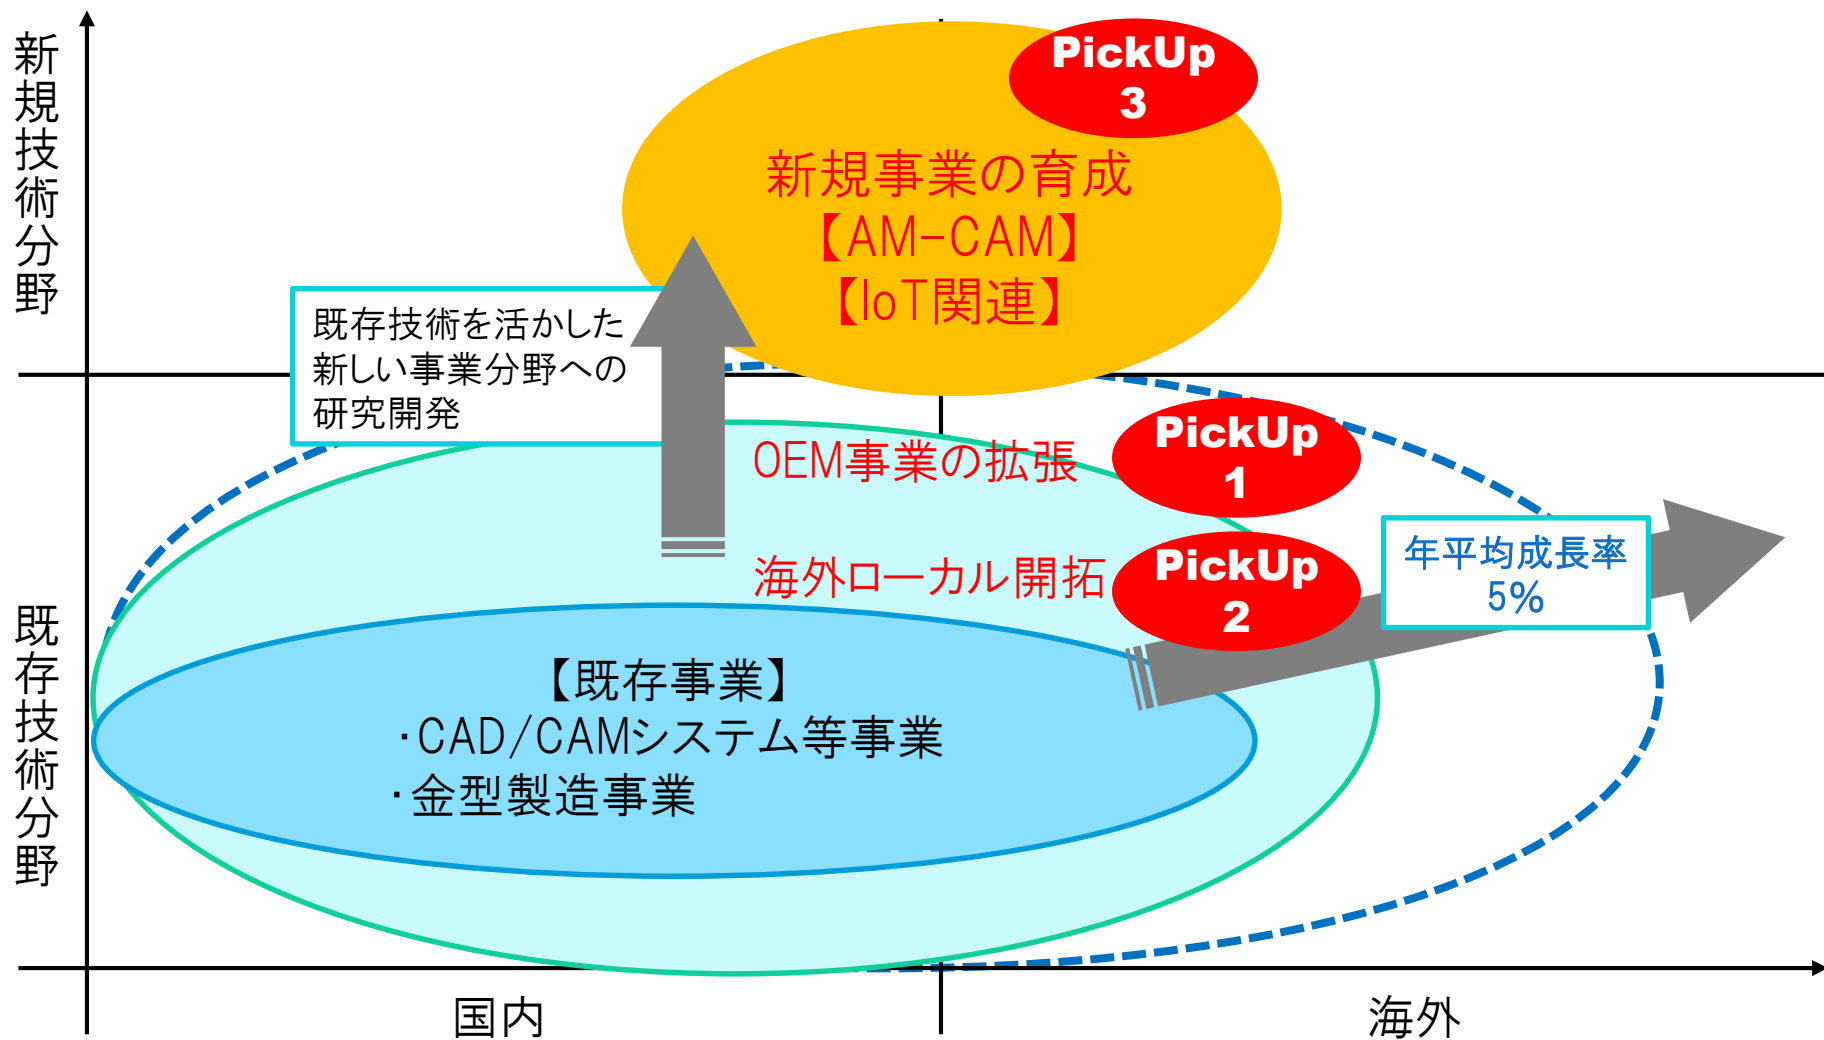 新規技術分野
PickUp
3
新規事業の育成
【AM-CAM】
【IoT関連】
既存技術を活かした
新しい事業分野への
研究開発
OEM事業の拡張
PickUp
1
海外ローカル開拓
PickUp
2
年平均成長率
5%
既存技術分野
【既存事業】
・CAD/CAMシステム等事業
・金型製造事業
国内
海外